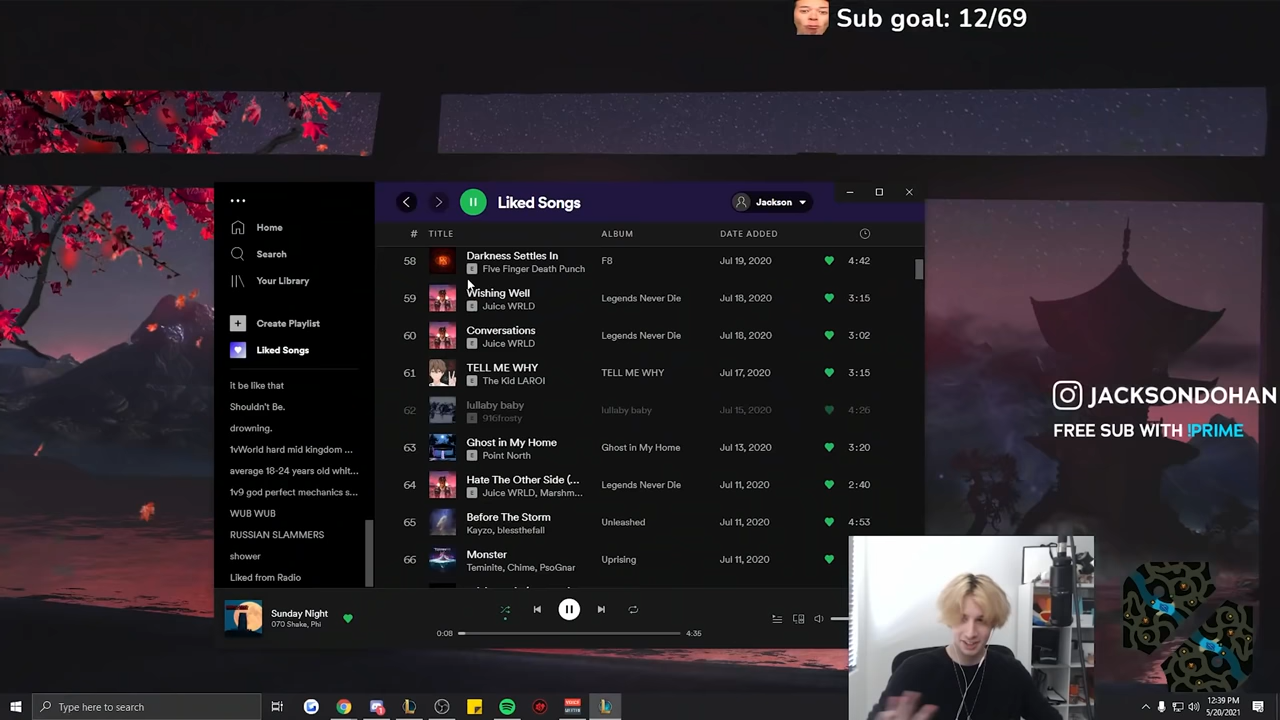 Sub goal: 12/69
Liked Songs
Jackson
Home
Search
Your Library
Create Playlist
Liked Songs
it be like that
Shouldn't Be.
drowning.
1vWorld hard mid kingdom ...
average 18-24 years old whit...
1v9 god perfect mechanics s...
WUB WUB
RUSSIAN SLAMMERS
shower
Liked from Radio
# TITLE ALBUM DATE ADDED
58 Darkness Settles In F8 Jul 19, 2020 4:42
E Five Finger Death Punch
59 Wishing Well Legends Never Die Jul 18, 2020 3:15
E Juice WRLD
60 Conversations Legends Never Die Jul 18, 2020 3:02
E Juice WRLD
61 TELL ME WHY TELL ME WHY Jul 17, 2020 3:15
E The Kid LAROI
62 lullaby baby lullaby baby Jul 15, 2020 4:26
E 916frosty
63 Ghost in My Home Ghost in My Home Jul 13, 2020 3:20
E Point North
64 Hate The Other Side (... Legends Never Die Jul 11, 2020 2:40
E Juice WRLD, Marshm...
65 Before The Storm Unleashed Jul 11, 2020 4:53
Kayzo, blessthefall
66 Monster Uprising Jul 11, 2020
Teminite, Chime, PsoGnar
Sunday Night
070 Shake, Phi
0:08 4:35
JACKSONDOHAN
FREE SUB WITH !PRIME
Type here to search
12:39 PM
5/20/2021